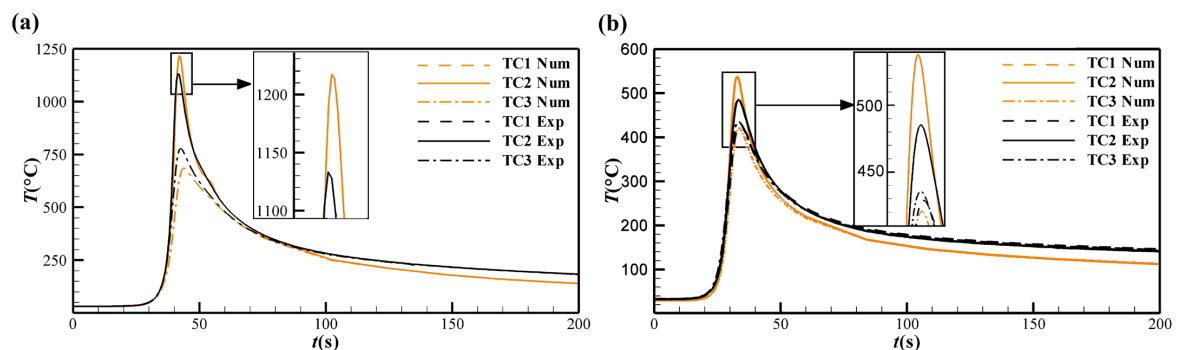 (a)
1250
1000
750
500
250
T(°C)
0
50
100
150
200
t(s)
1200
1150
1100
TC1 Num
TC2 Num
TC3 Num
TC1 Exp
TC2 Exp
TC3 Exp
(b)
600
500
400
300
200
100
T(°C)
0
50
100
150
200
t(s)
500
450
TC1 Num
TC2 Num
TC3 Num
TC1 Exp
TC2 Exp
TC3 Exp